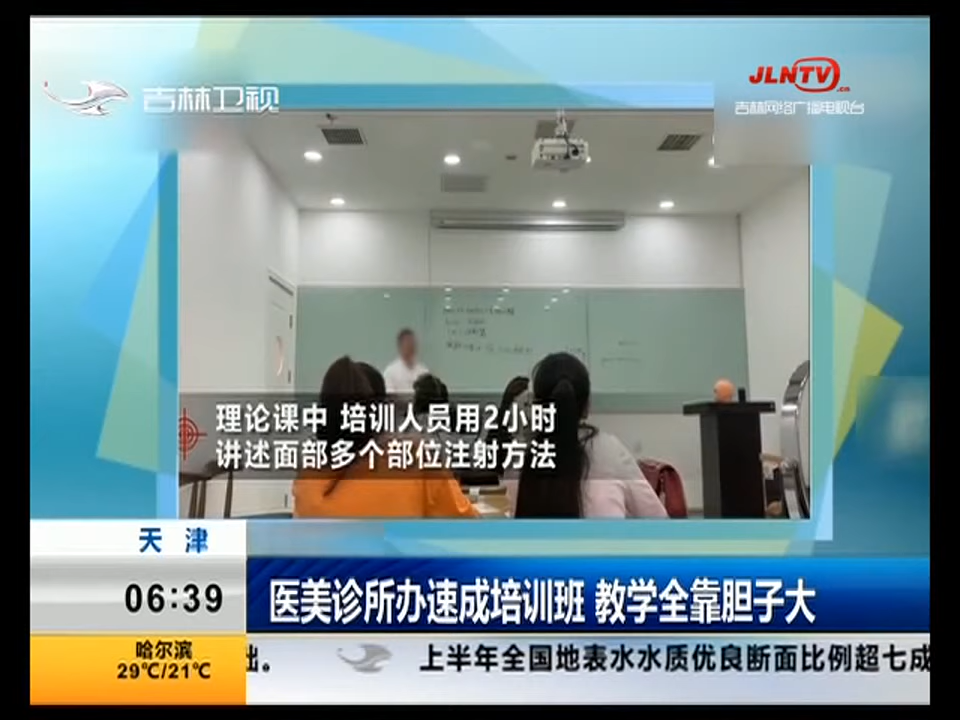 吉林卫视
JLNTV.cn
吉林网络广播电视台
理论课中 培训人员用2小时
讲述面部多个部位注射方法
天津
06:39
医美诊所办速成培训班 教学全靠胆子大
哈尔滨
29℃/21℃
出。
上半年全国地表水水质优良断面比例超七成